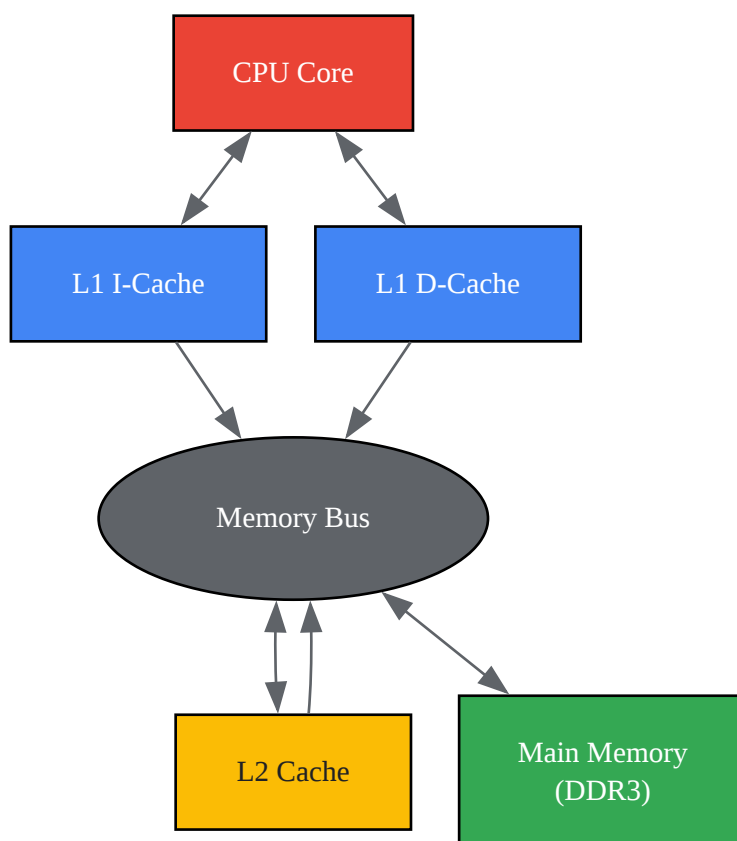 CPU Core
L1 I-Cache
L1 D-Cache
Memory Bus
L2 Cache
Main Memory
(DDR3)